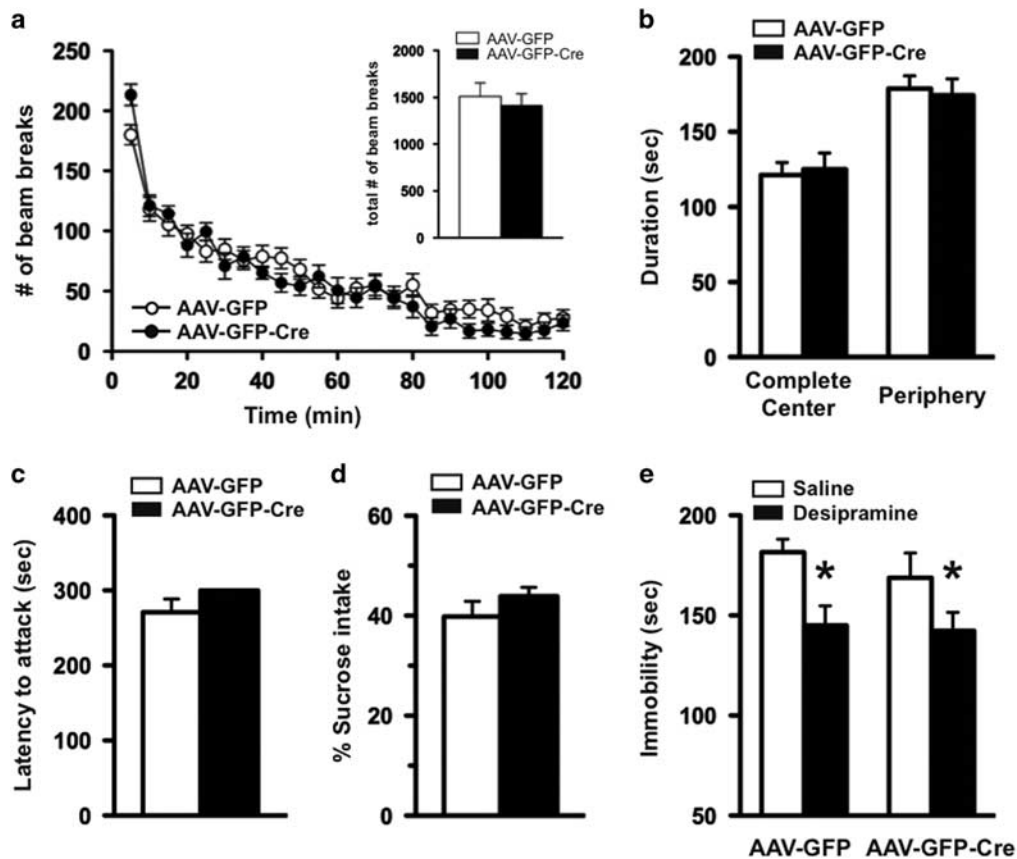 a
250
200
150
100
50
0
# of beam breaks
AAV-GFP
AAV-GFP-Cre
0 20 40 60 80 100 120
Time (min)
AAV-GFP
AAV-GFP-Cre
2000
1500
1000
500
0
total # of beam breaks
b
AAV-GFP
AAV-GFP-Cre
200
150
100
50
0
Duration (sec)
Complete
Center
Periphery
c
AAV-GFP
AAV-GFP-Cre
400
300
200
100
0
Latency to attack (sec)
d
AAV-GFP
AAV-GFP-Cre
60
40
20
0
% Sucrose intake
e
Saline
Desipramine
200
150
100
50
Immobility (sec)
* *
AAV-GFP AAV-GFP-Cre